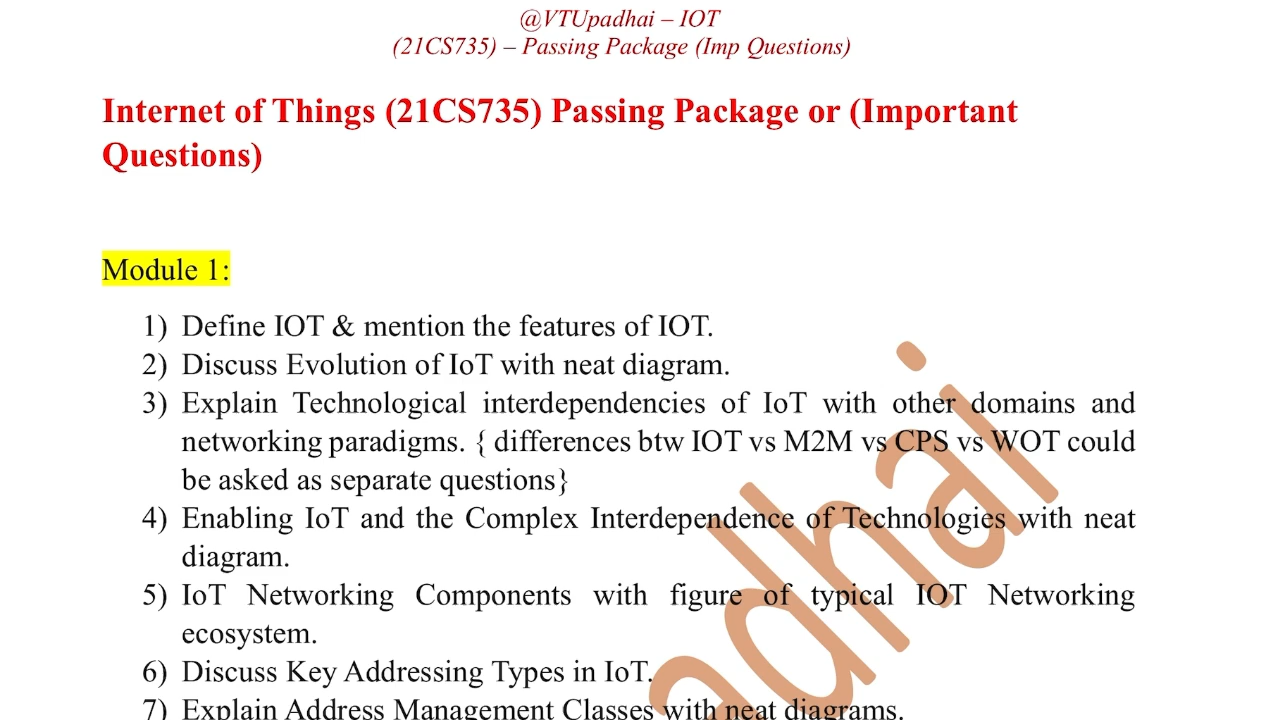 @VTUpadhai – IOT
(21CS735) – Passing Package (Imp Questions)
Internet of Things (21CS735) Passing Package or (Important
Questions)
Module 1:
1) Define IOT & mention the features of IOT.
2) Discuss Evolution of IoT with neat diagram.
3) Explain Technological interdependencies of IoT with other domains and
networking paradigms. { differences btw IOT vs M2M vs CPS vs WOT could
be asked as separate questions}
4) Enabling IoT and the Complex Interdependence of Technologies with neat
diagram.
5) IoT Networking Components with figure of typical IOT Networking
ecosystem.
6) Discuss Key Addressing Types in IoT.
7) Explain Address Management Classes with neat diagrams.
adhai